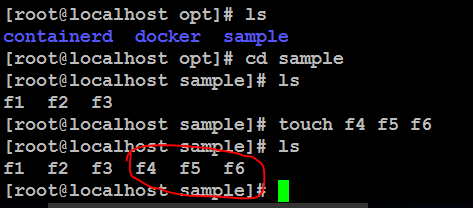 [root@localhost opt]# ls
containerd  docker  sample
[root@localhost opt]# cd sample
[root@localhost sample]# ls
f1  f2  f3
[root@localhost sample]# touch f4 f5 f6
[root@localhost sample]# ls
f1  f2  f3  f4  f5  f6
[root@localhost sample]#